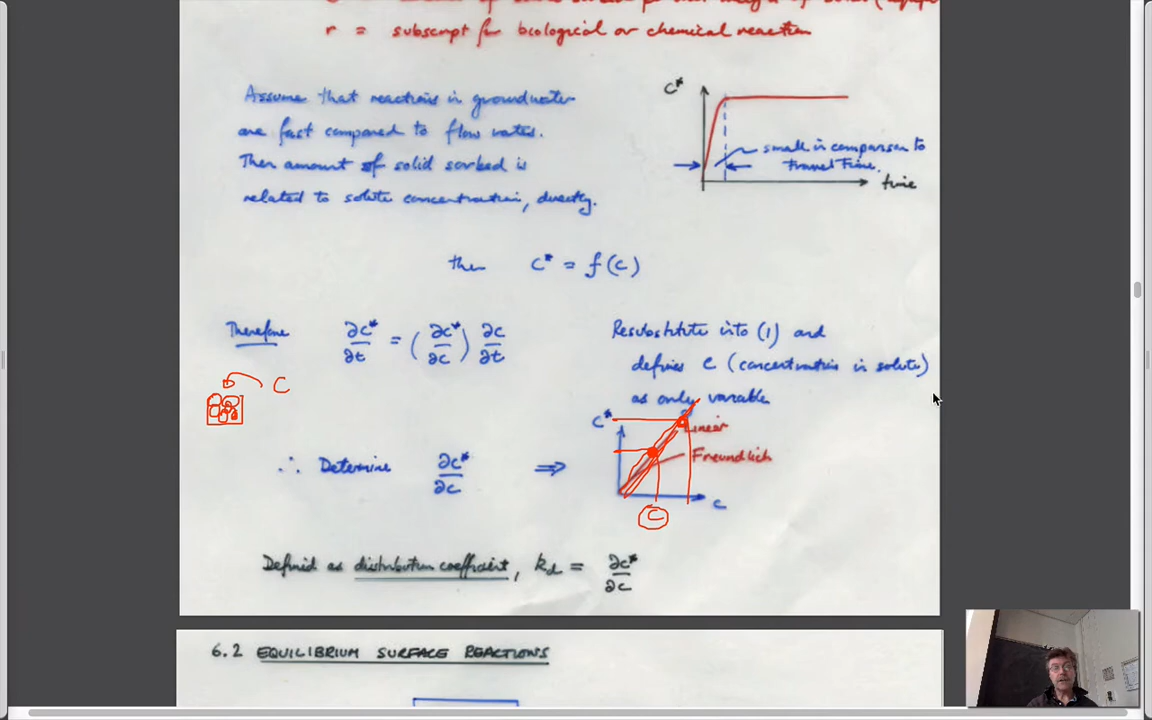 r = subscript for biological or chemical reaction
Assume that reactions in groundwater
are fast compared to flow rates.
Then amount of solid sorbed is
related to solute concentration, directly.
C*
small in comparison to
travel time.
time
then C* = f(c)
Therefore ∂c*/∂t = (∂c*/∂c) ∂c/∂t
Resubstitute into (1) and
defines C (concentration in solute)
as only variable
C
C*
Linear
Freundlich
c
C
∴ Determine ∂c*/∂c ⇒
Defined as distribution coefficient, kd = ∂c*/∂c
6.2 EQUILIBRIUM SURFACE REACTIONS